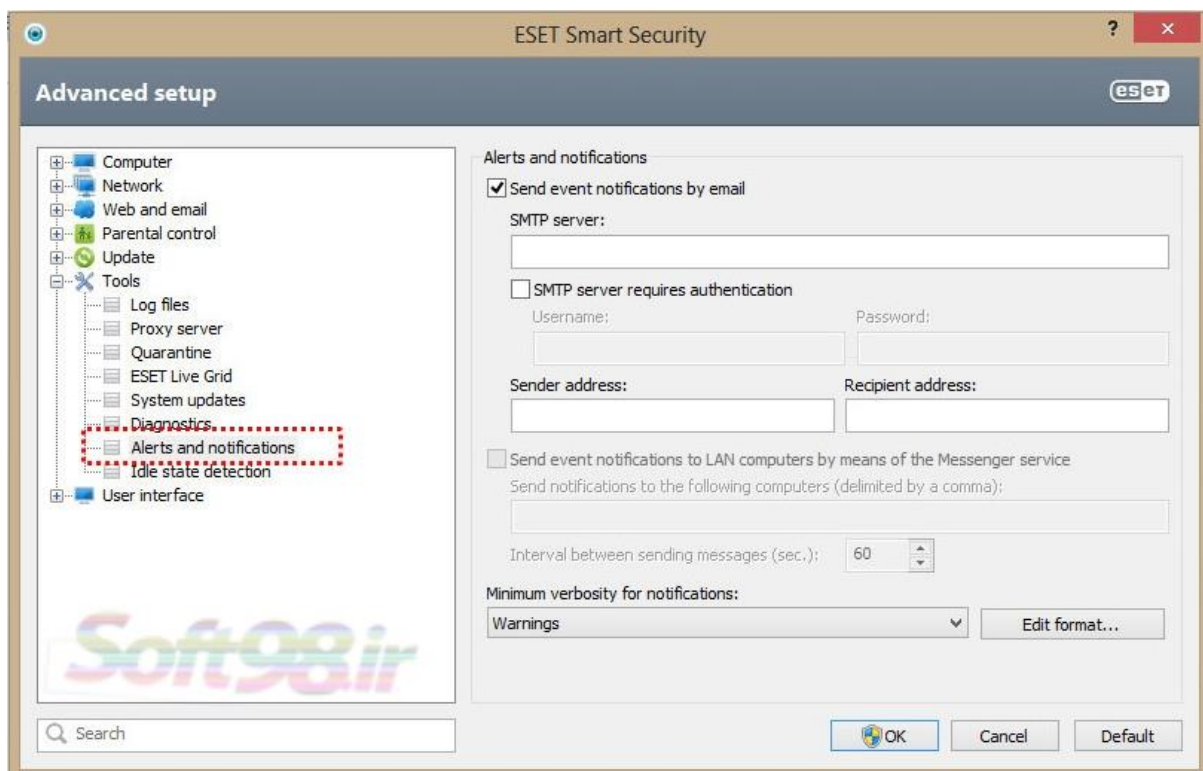 ESET Smart Security
?
Advanced setup
eset
Computer
Network
Web and email
Parental control
Update
Tools
Log files
Proxy server
Quarantine
ESET Live Grid
System updates
Diagnostics
Alerts and notifications
Idle state detection
User interface
Soft98.ir
Search
Alerts and notifications
Send event notifications by email
SMTP server:
SMTP server requires authentication
Username: Password:
Sender address: Recipient address:
Send event notifications to LAN computers by means of the Messenger service
Send notifications to the following computers (delimited by a comma):
Interval between sending messages (sec.): 60
Minimum verbosity for notifications:
Warnings Edit format...
OK Cancel Default